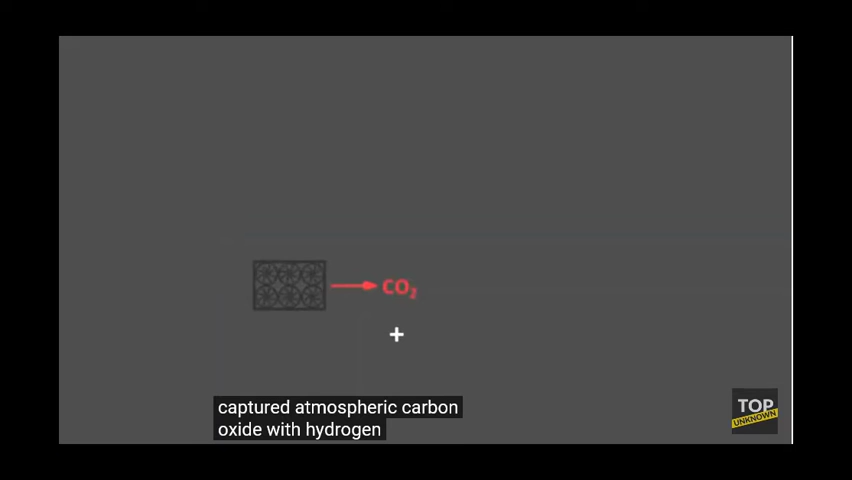 CO₂
+
captured atmospheric carbon
oxide with hydrogen
TOP
UNKNOWN